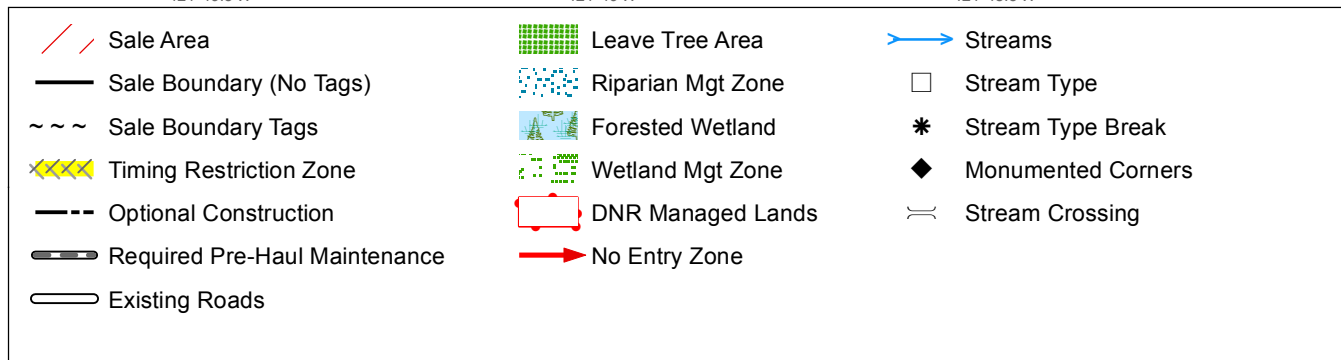 Sale Area
Sale Boundary (No Tags)
Sale Boundary Tags
Timing Restriction Zone
Optional Construction
Required Pre-Haul Maintenance
Existing Roads
Leave Tree Area
Riparian Mgt Zone
Forested Wetland
Wetland Mgt Zone
DNR Managed Lands
No Entry Zone
Streams
Stream Type
Stream Type Break
Monumented Corners
Stream Crossing